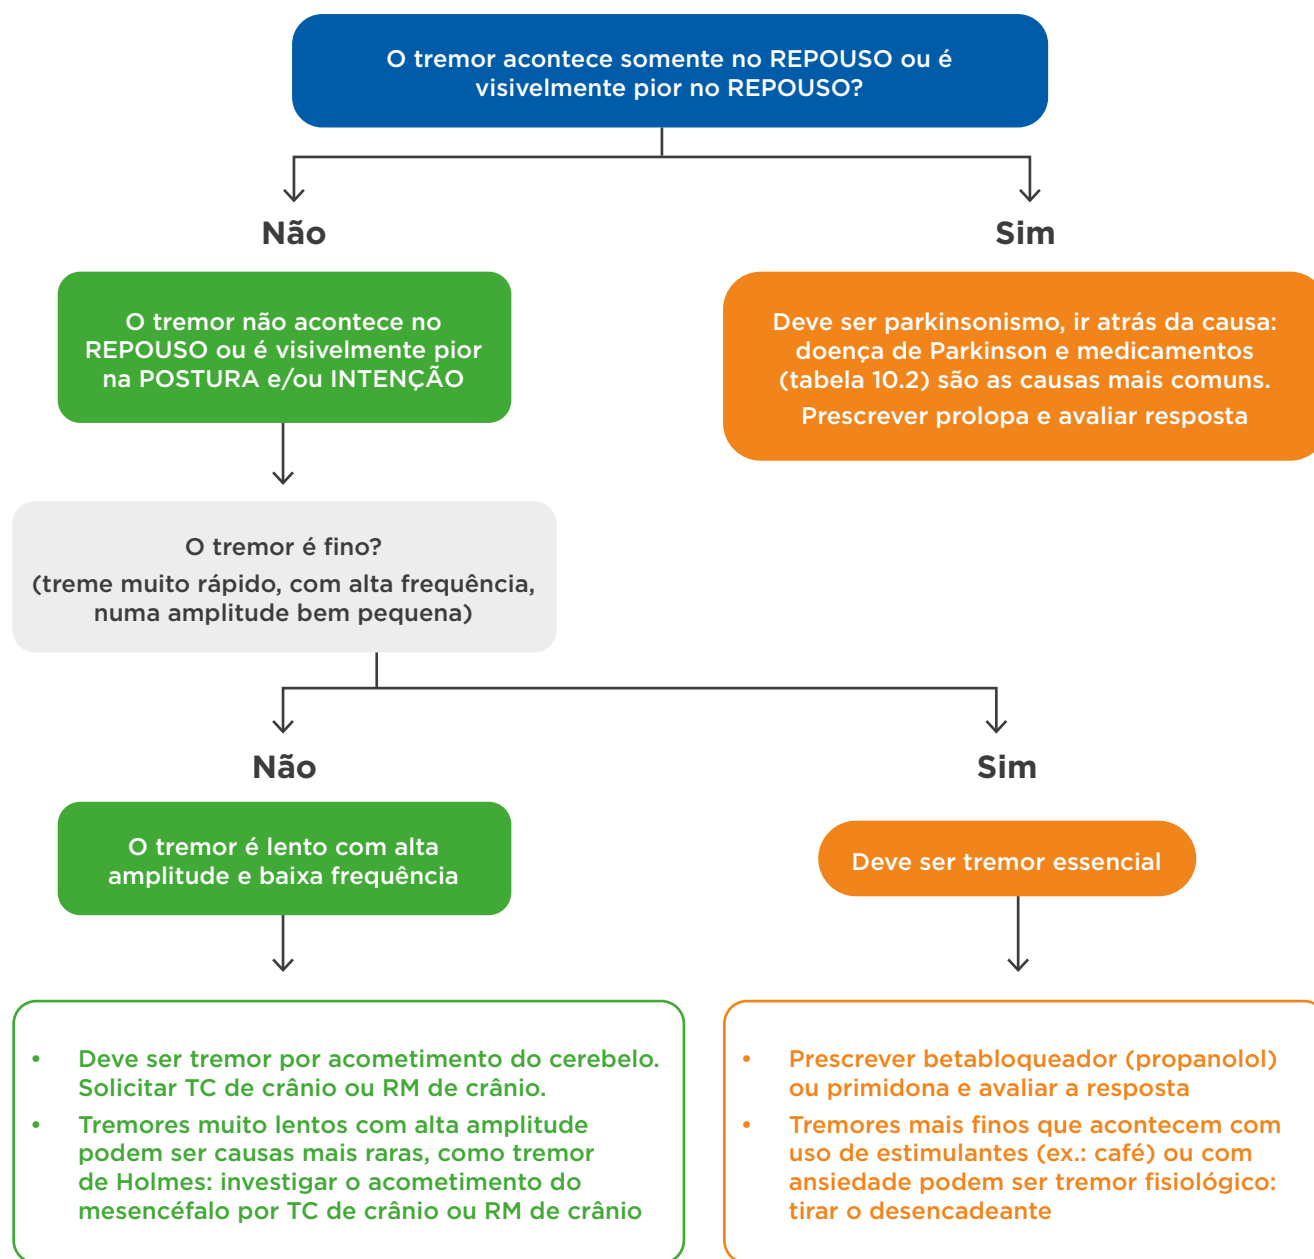 O tremor acontece somente no REPOUSO ou é
visivelmente pior no REPOUSO?
Não
Sim
O tremor não acontece no
REPOUSO ou é visivelmente pior
na POSTURA e/ou INTENÇÃO
Deve ser parkinsonismo, ir atrás da causa:
doença de Parkinson e medicamentos
(tabela 10.2) são as causas mais comuns.
Prescrever prolopa e avaliar resposta
O tremor é fino?
(treme muito rápido, com alta frequência,
numa amplitude bem pequena)
Não
Sim
O tremor é lento com alta
amplitude e baixa frequência
Deve ser tremor essencial
• Deve ser tremor por acometimento do cerebelo.
Solicitar TC de crânio ou RM de crânio.
• Tremores muito lentos com alta amplitude
podem ser causas mais raras, como tremor
de Holmes: investigar o acometimento do
mesencéfalo por TC de crânio ou RM de crânio
• Prescrever betabloqueador (propanolol)
ou primidona e avaliar a resposta
• Tremores mais finos que acontecem com
uso de estimulantes (ex.: café) ou com
ansiedade podem ser tremor fisiológico:
tirar o desencadeante